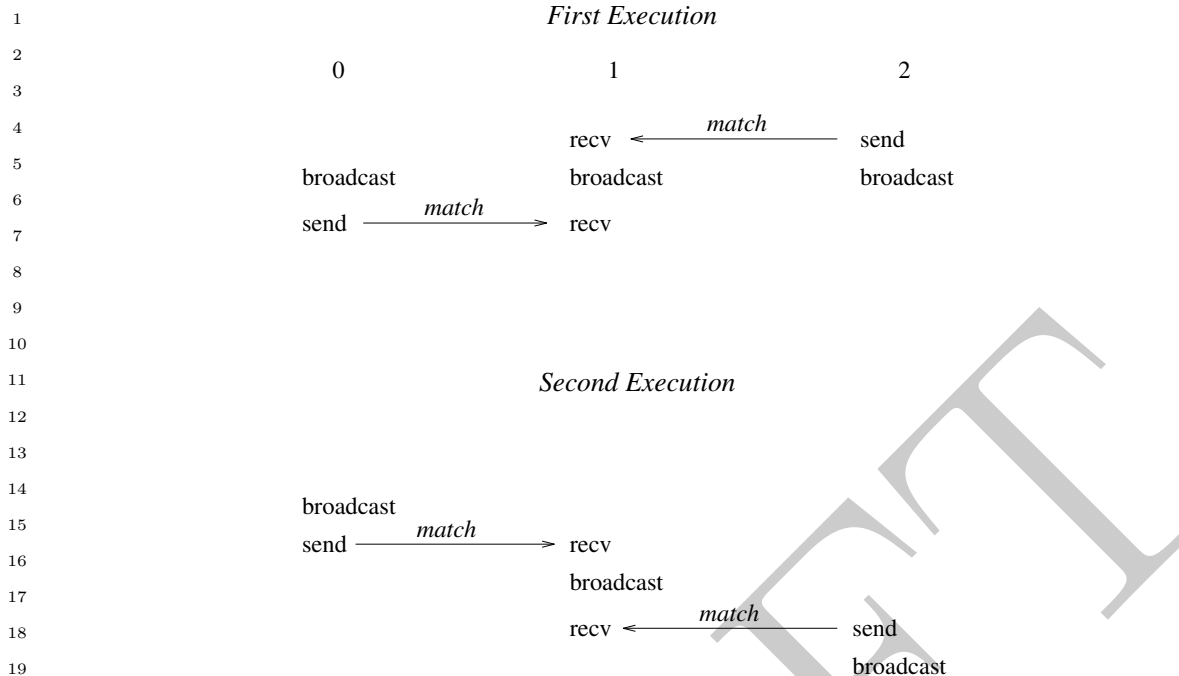 1 First Execution
2
0 1 2
3
4 match
recv send
5 broadcast broadcast broadcast
6 match
send recv
7
8
9
10
11 Second Execution
12
13
14 broadcast
15 match
send recv
16
broadcast
17 match
18 recv send
19 broadcast
FT